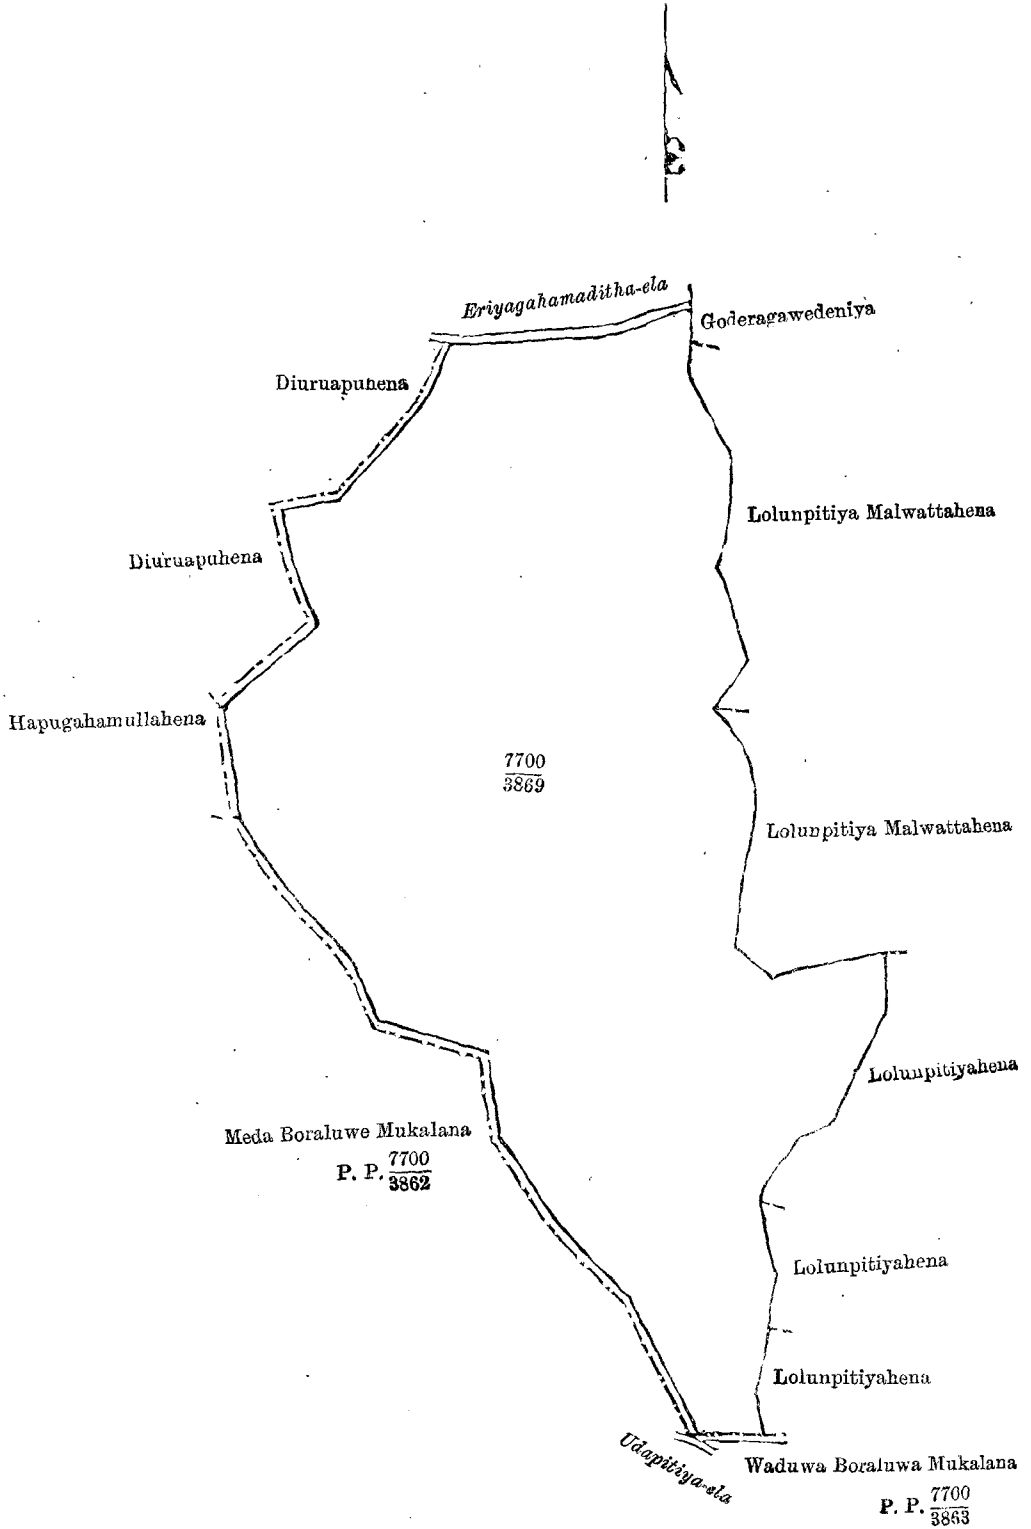 Eriyagahamaditha-ela
Goderagawedeniya
Diuruapuhena
Lolunpitiya Malwattahena
Diuruapuhena
Hapugahamullahena
7700
3869
Lolunpitiya Malwattahena
Lolunpitiyahena
Meda Boraluwe Mukalana
P. P. 7700
3862
Lolunpitiyahena
Lolunpitiyahena
Udapitiya-ela
Waduwa Boraluwa Mukalana
P. P. 7700
3863